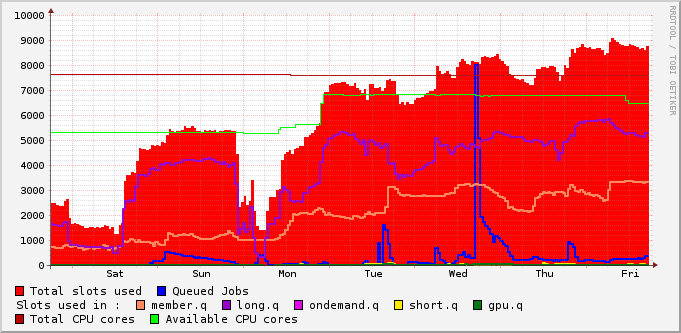 RRDTOOL / TOBI OETIKER
10000
9000
8000
7000
6000
5000
4000
3000
2000
1000
0
Sat Sun Mon Tue Wed Thu Fri
Total slots used Queued Jobs
Slots used in : member.q long.q ondemand.q short.q gpu.q
Total CPU cores Available CPU cores